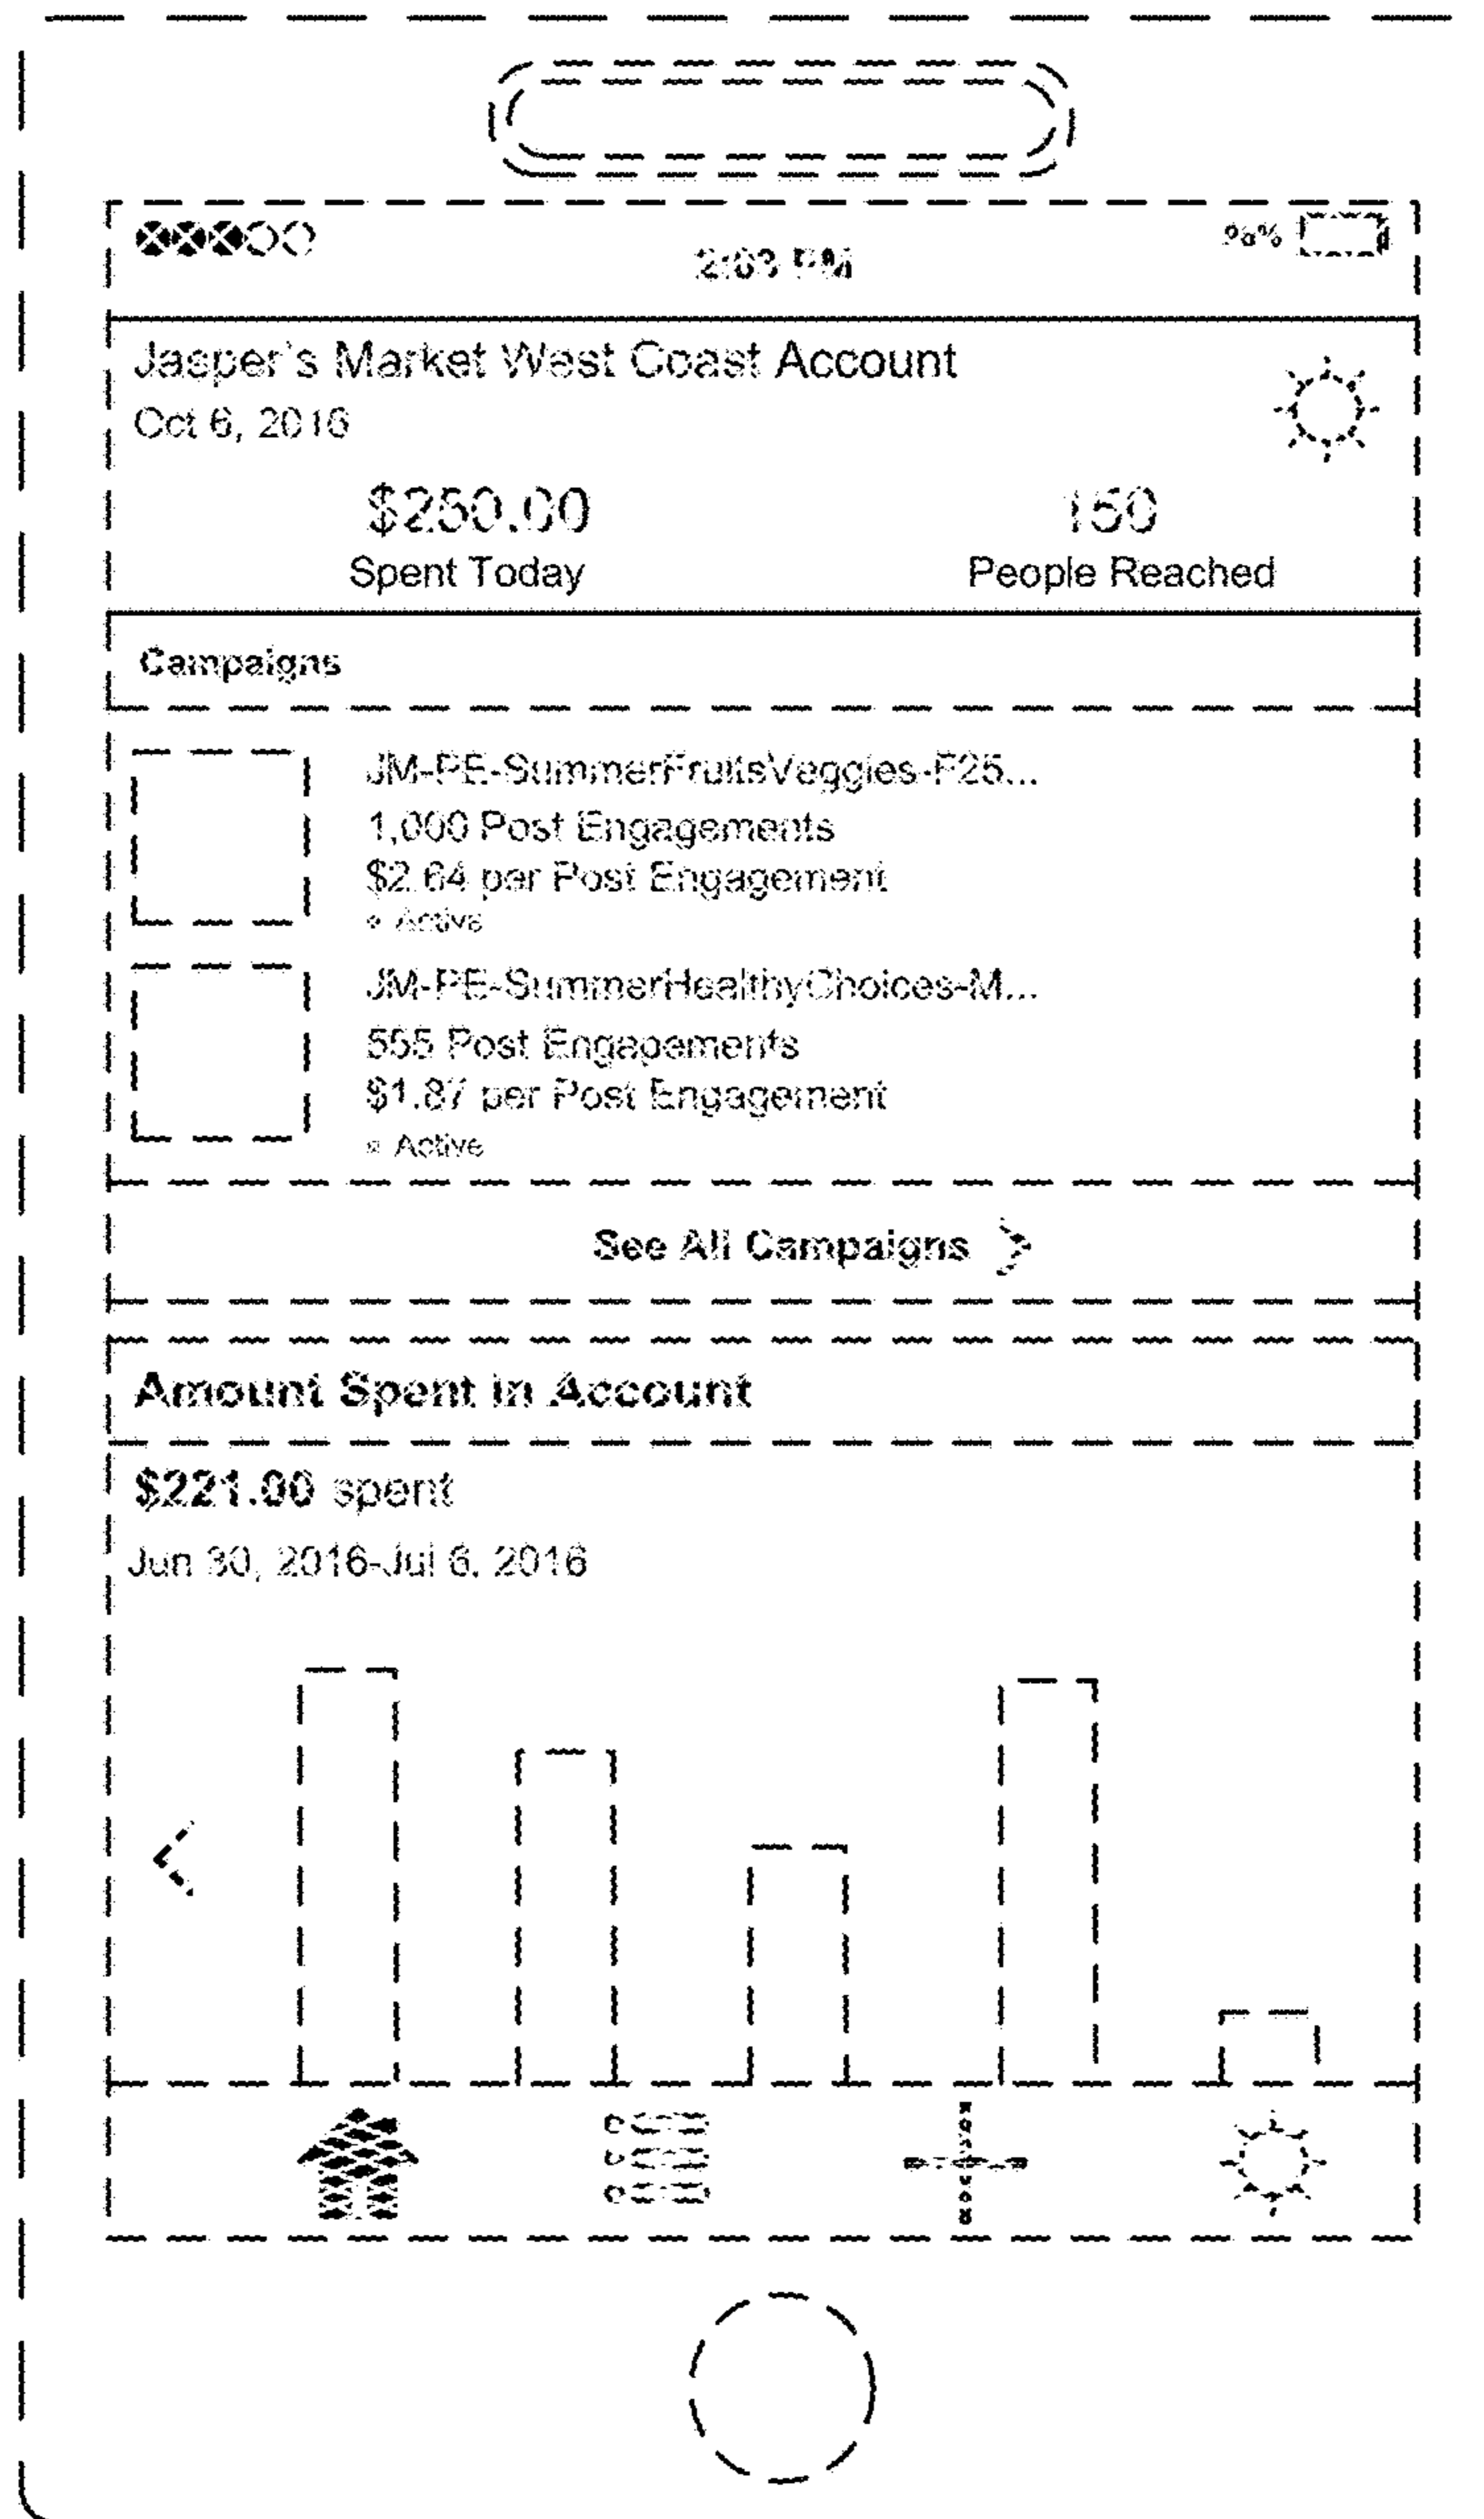 PM
Jasper's Market West Coast Account
Oct 6, 2016
$250.00
150
Spent Today
People Reached
Campaigns
JM-PE-SummerFruitsVeggies-F25...
1,000 Post Engagements
$2.64 per Post Engagement
• Active
JM-PE-SummerHealthyChoices-M...
555 Post Engapements
$1.87 per Post Engagement
• Active
See All Campaigns >
Amount Spent in Account
$221.00 spent
Jun 30, 2016-Jul 6, 2016